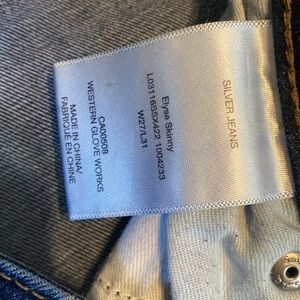 SILVER JEANS
Elyse Skinny
L03116SSX422 1004233
W27/L31
CA00508
WESTERN GLOVE WORKS
MADE IN CHINA/
FABRIQUÉ EN CHINE